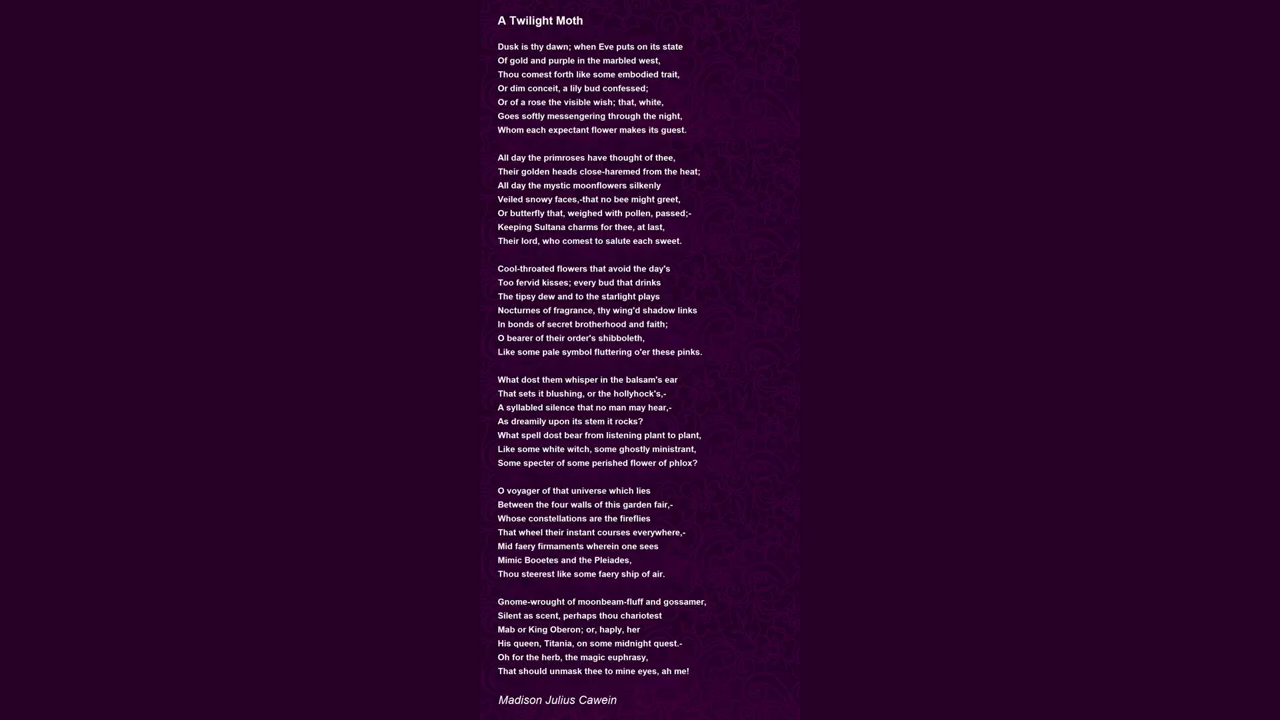 A Twilight Moth
Dusk is thy dawn; when Eve puts on its state
Of gold and purple in the marbled west,
Thou comest forth like some embodied trait,
Or dim conceit, a lily bud confessed;
Or of a rose the visible wish; that, white,
Goes softly messengering through the night,
Whom each expectant flower makes its guest.
All day the primroses have thought of thee,
Their golden heads close-haremed from the heat;
All day the mystic moonflowers silkenly
Veiled snowy faces,-that no bee might greet,
Or butterfly that, weighed with pollen, passed;-
Keeping Sultana charms for thee, at last,
Their lord, who comest to salute each sweet.
Cool-throated flowers that avoid the day's
Too fervid kisses; every bud that drinks
The tipsy dew and to the starlight plays
Nocturnes of fragrance, thy wing'd shadow links
In bonds of secret brotherhood and faith;
O bearer of their order's shibboleth,
Like some pale symbol fluttering o'er these pinks.
What dost them whisper in the balsam's ear
That sets it blushing, or the hollyhock's,-
A syllabled silence that no man may hear,-
As dreamily upon its stem it rocks?
What spell dost bear from listening plant to plant,
Like some white witch, some ghostly ministrant,
Some specter of some perished flower of phlox?
O voyager of that universe which lies
Between the four walls of this garden fair,-
Whose constellations are the fireflies
That wheel their instant courses everywhere,-
Mid faery firmaments wherein one sees
Mimic Booetes and the Pleiades,
Thou steerest like some faery ship of air.
Gnome-wrought of moonbeam-fluff and gossamer,
Silent as scent, perhaps thou chariotest
Mab or King Oberon; or, haply, her
His queen, Titania, on some midnight quest.-
Oh for the herb, the magic euphrasy,
That should unmask thee to mine eyes, ah me!
Madison Julius Cawein